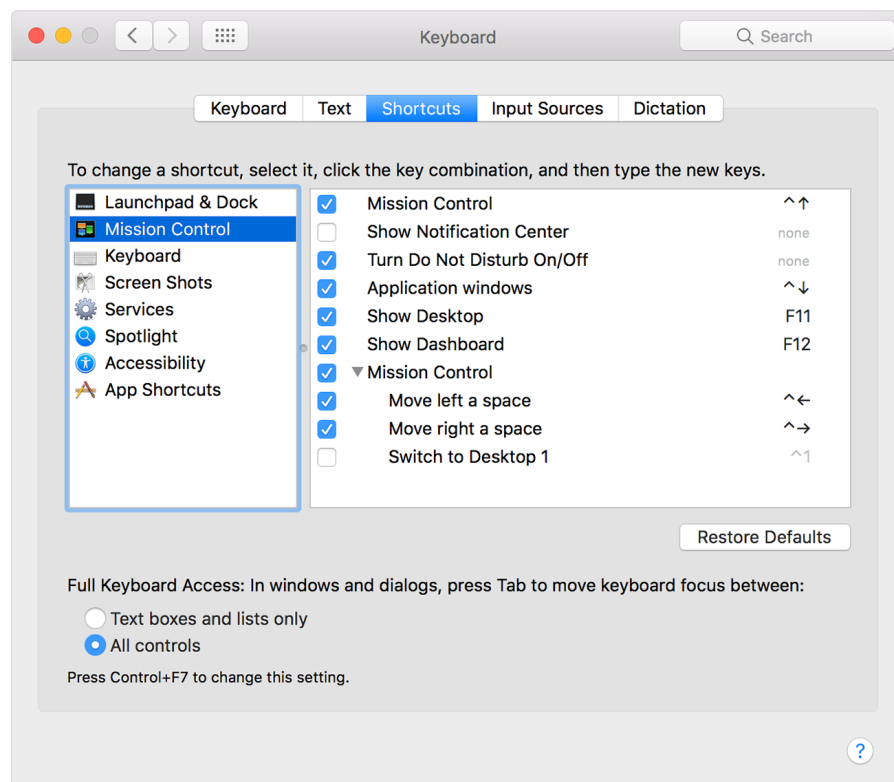 Keyboard
Search
Keyboard Text Shortcuts Input Sources Dictation
To change a shortcut, select it, click the key combination, and then type the new keys.
Launchpad & Dock
Mission Control
Keyboard
Screen Shots
Services
Spotlight
Accessibility
App Shortcuts
Mission Control ^↑
Show Notification Center none
Turn Do Not Disturb On/Off none
Application windows ^↓
Show Desktop F11
Show Dashboard F12
Mission Control
Move left a space ^←
Move right a space ^→
Switch to Desktop 1 ^1
Restore Defaults
Full Keyboard Access: In windows and dialogs, press Tab to move keyboard focus between:
Text boxes and lists only
All controls
Press Control+F7 to change this setting.
?